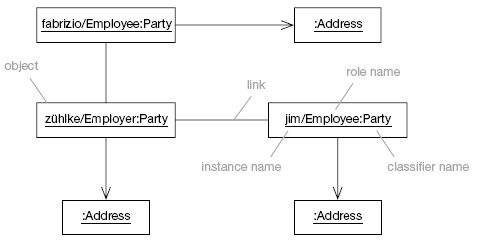 fabrizio/Employee:Party
:Address
object
link
role name
zühlke/Employer:Party
jim/Employee:Party
instance name
classifier name
:Address
:Address